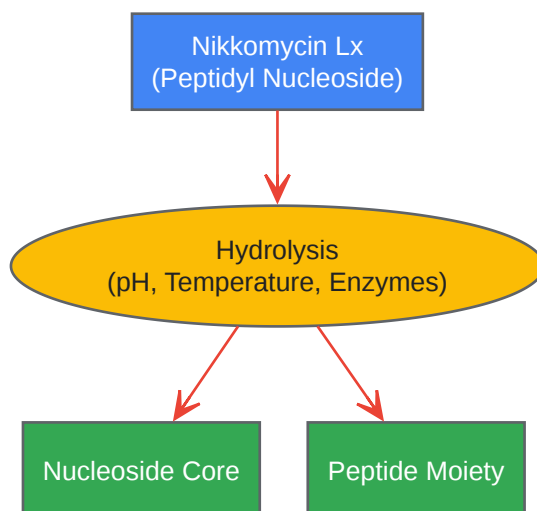 Nikkomycin Lx
(Peptidyl Nucleoside)
Hydrolysis
(pH, Temperature, Enzymes)
Nucleoside Core
Peptide Moiety